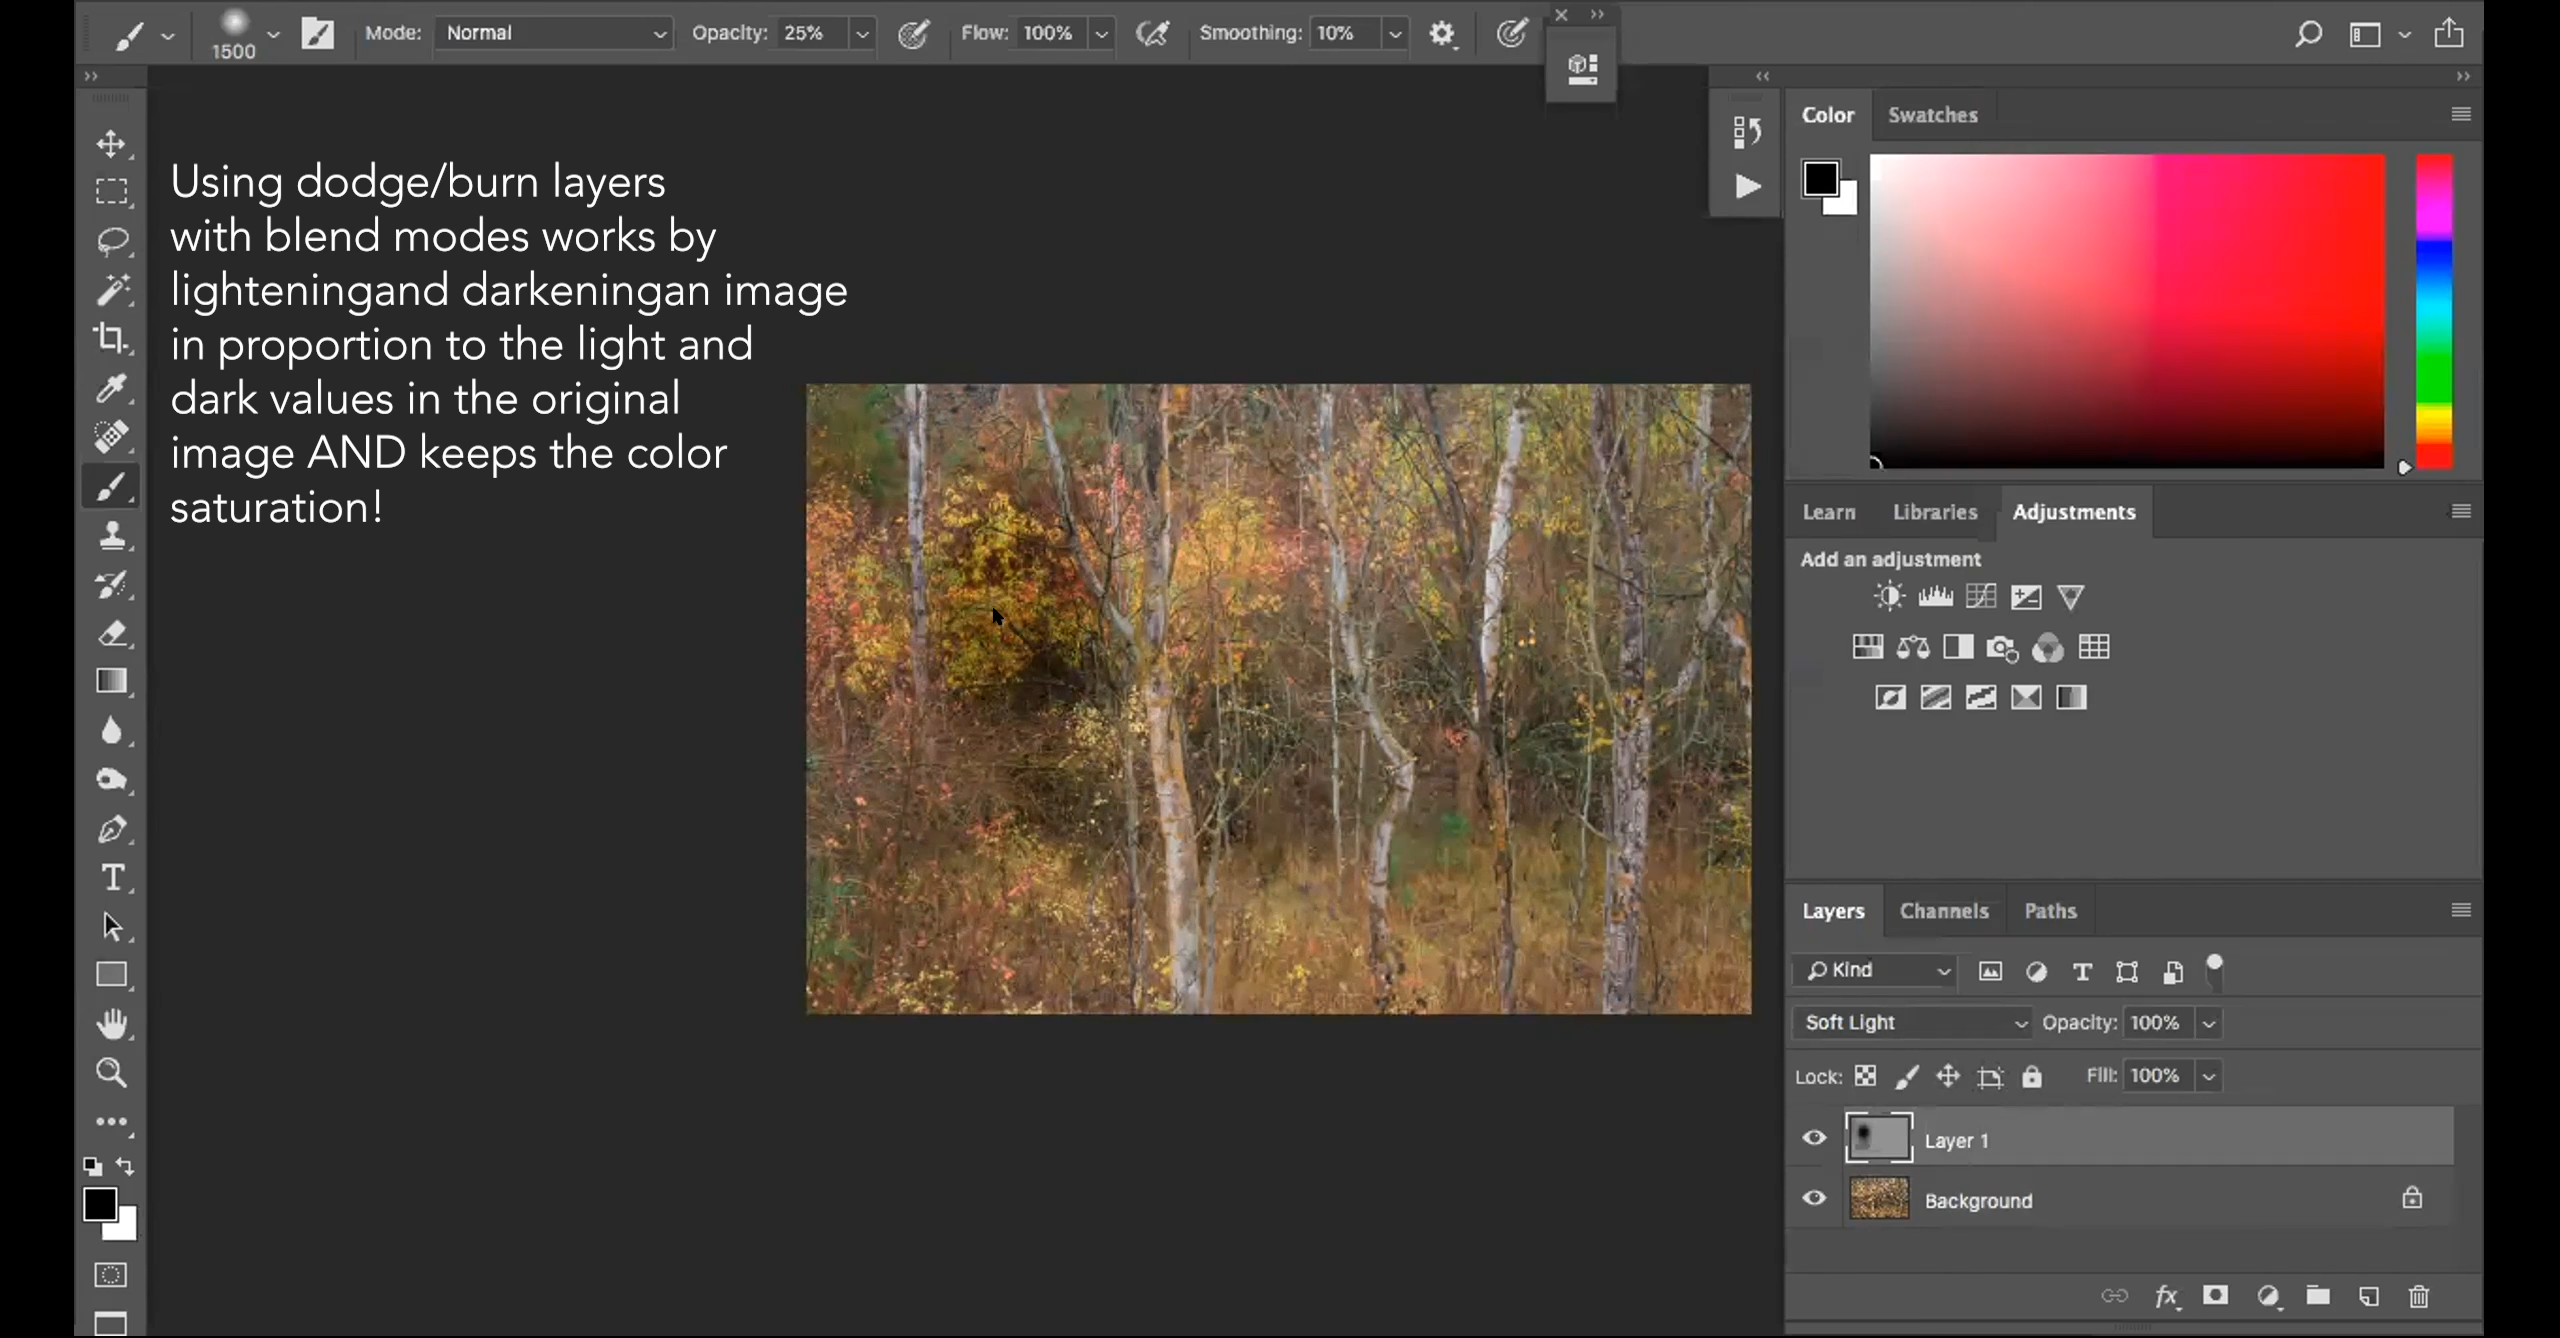 Mode: Normal Opacity: 25% Flow: 100% Smoothing: 10%
1500
Using dodge/burn layers
with blend modes works by
lighteningand darkeningan image
in proportion to the light and
dark values in the original
image AND keeps the color
saturation!
Color Swatches
Learn Libraries Adjustments
Add an adjustment
Layers Channels Paths
Kind
Soft Light Opacity: 100%
Lock: Fill: 100%
Layer 1
Background
fx